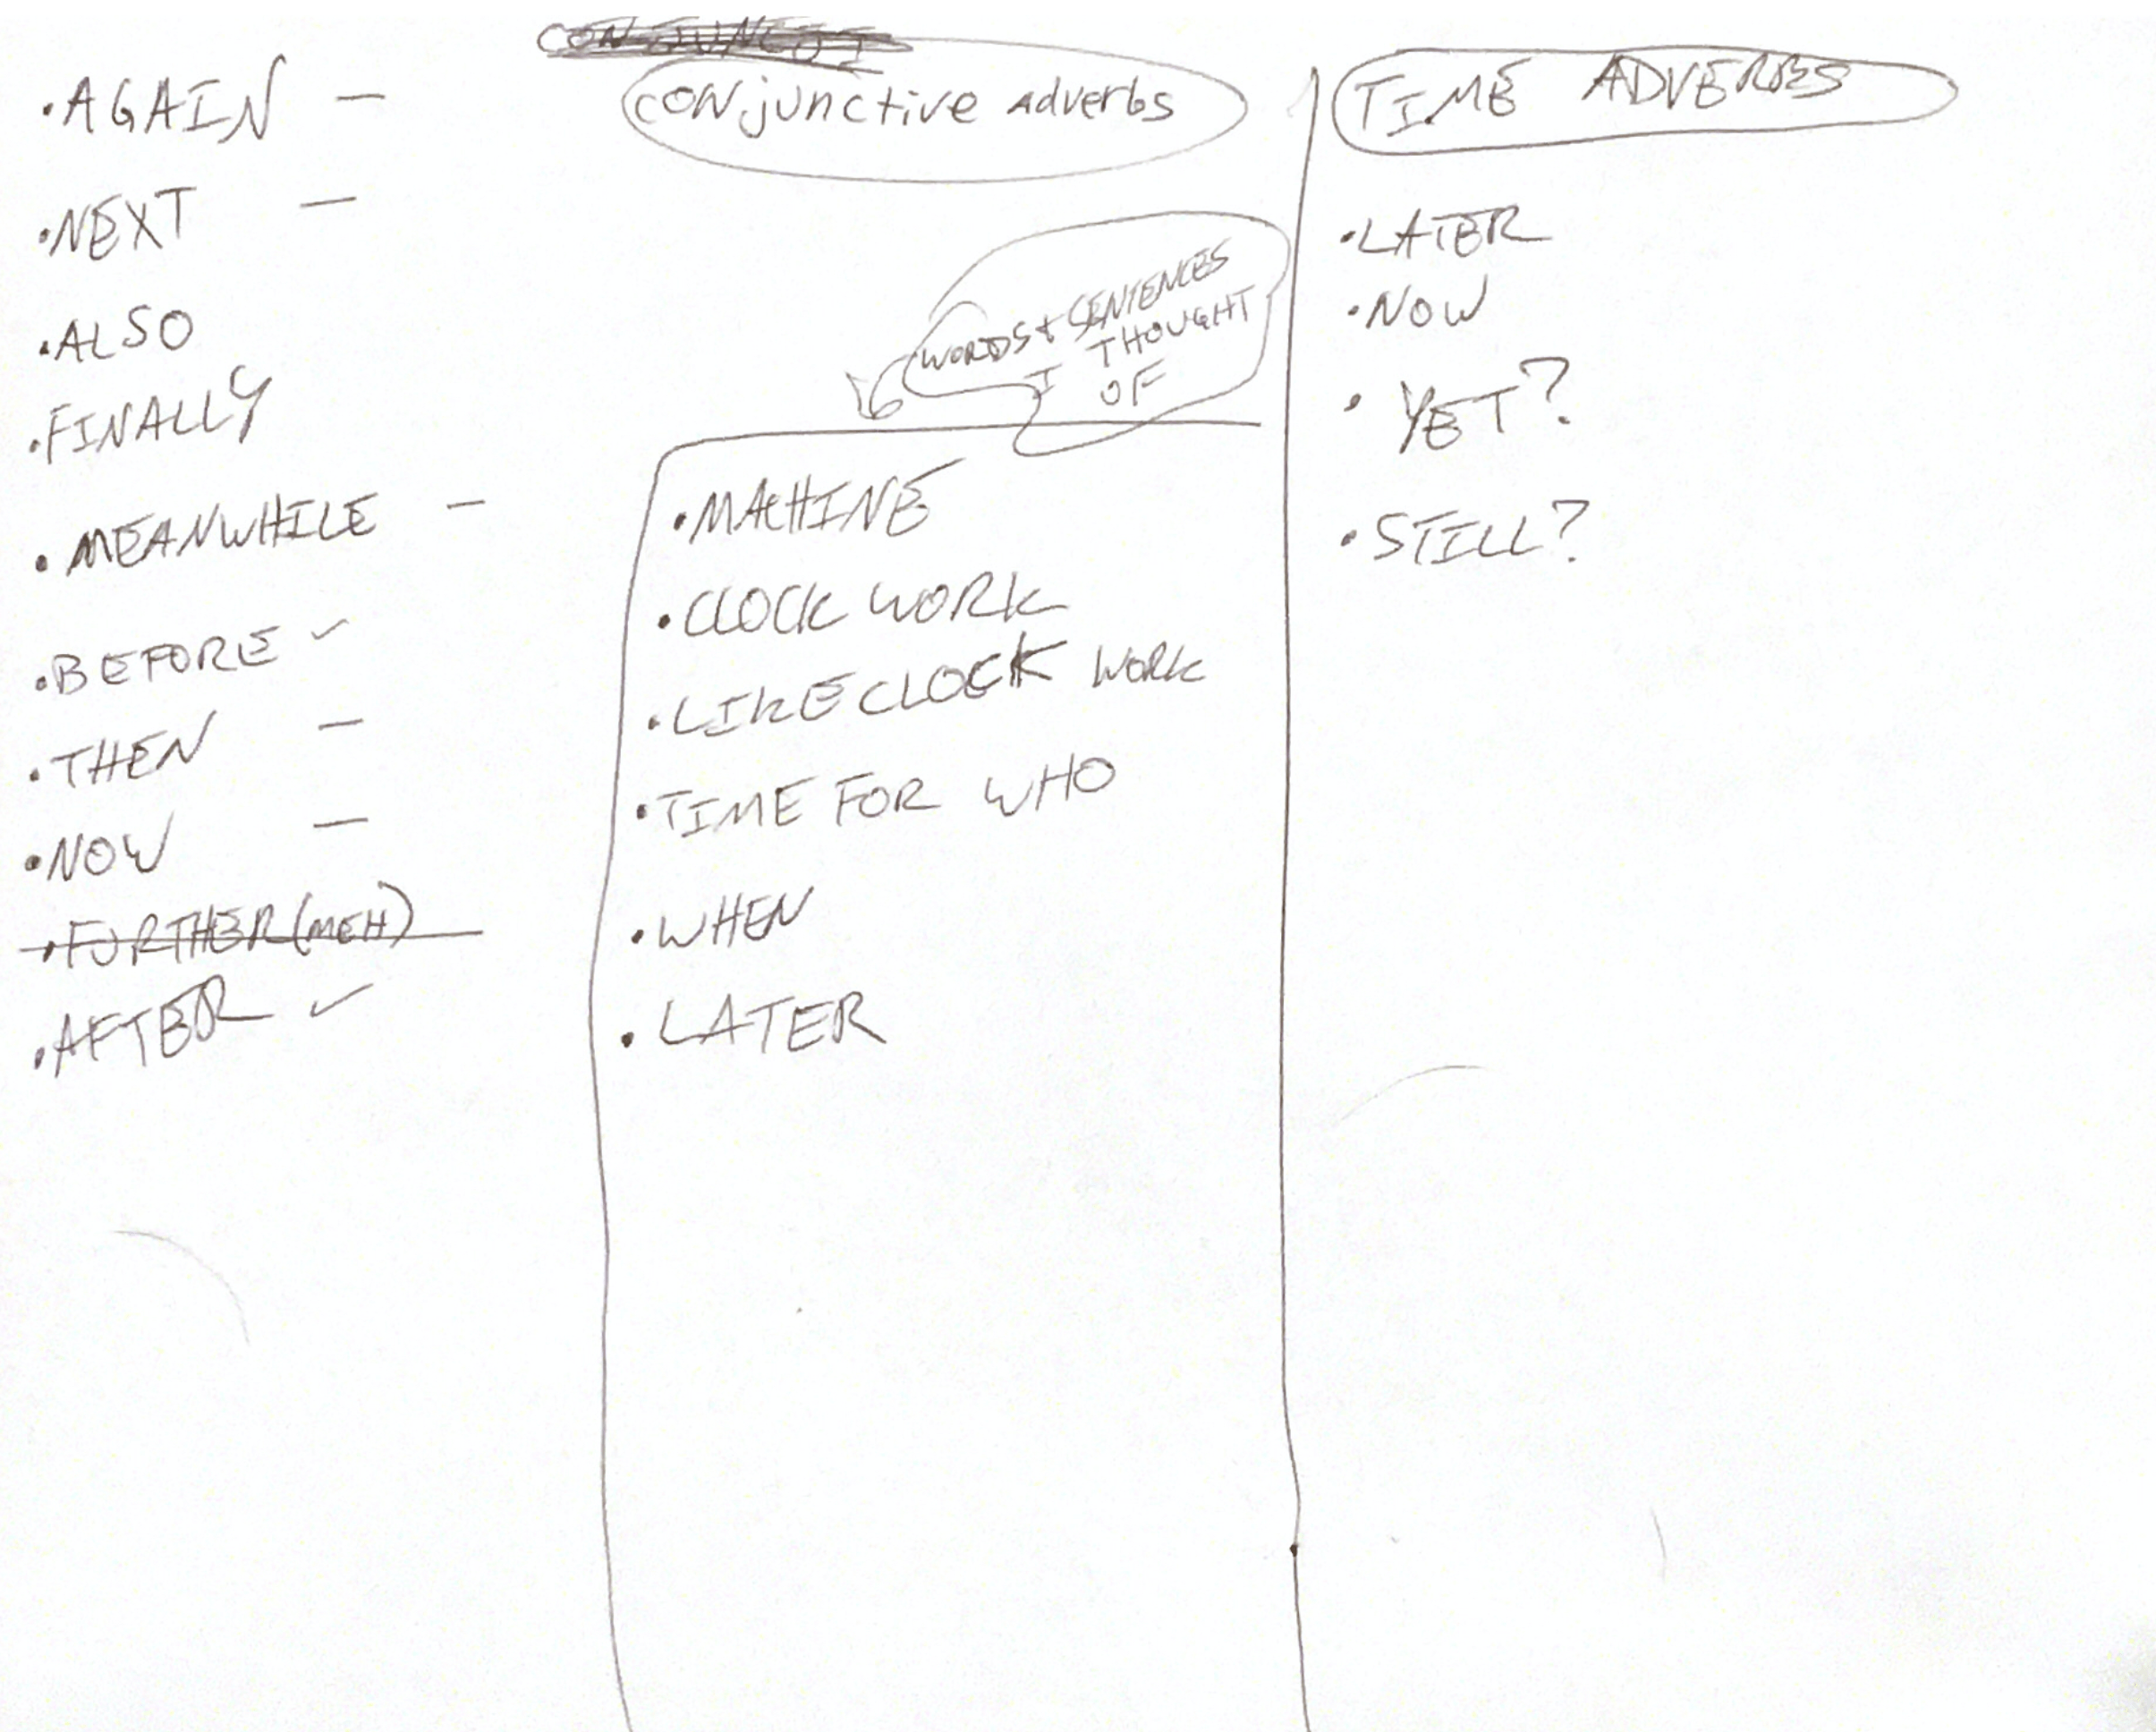 CONJUNCTI
Conjunctive Adverbs
• AGAIN —
• NEXT —
• ALSO
• FINALLY
• MEANWHILE —
• BEFORE ✓
• THEN —
• NOW —
• FURTHER (MEH)
• AFTER ✓
WORDS + SENTENCES
I THOUGHT
OF
• MACHINE
• CLOCK WORK
• LIKE CLOCK WORK
• TIME FOR WHO
• WHEN
• LATER
TIME ADVERBS
• LATER
• NOW
• YET?
• STILL?